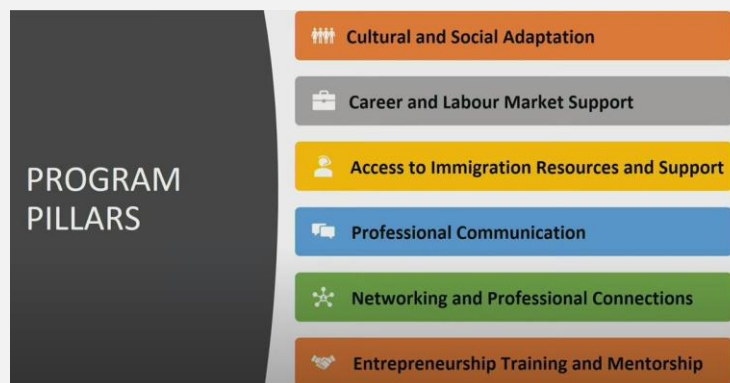 PROGRAM
PILLARS
Cultural and Social Adaptation
Career and Labour Market Support
Access to Immigration Resources and Support
Professional Communication
Networking and Professional Connections
Entrepreneurship Training and Mentorship